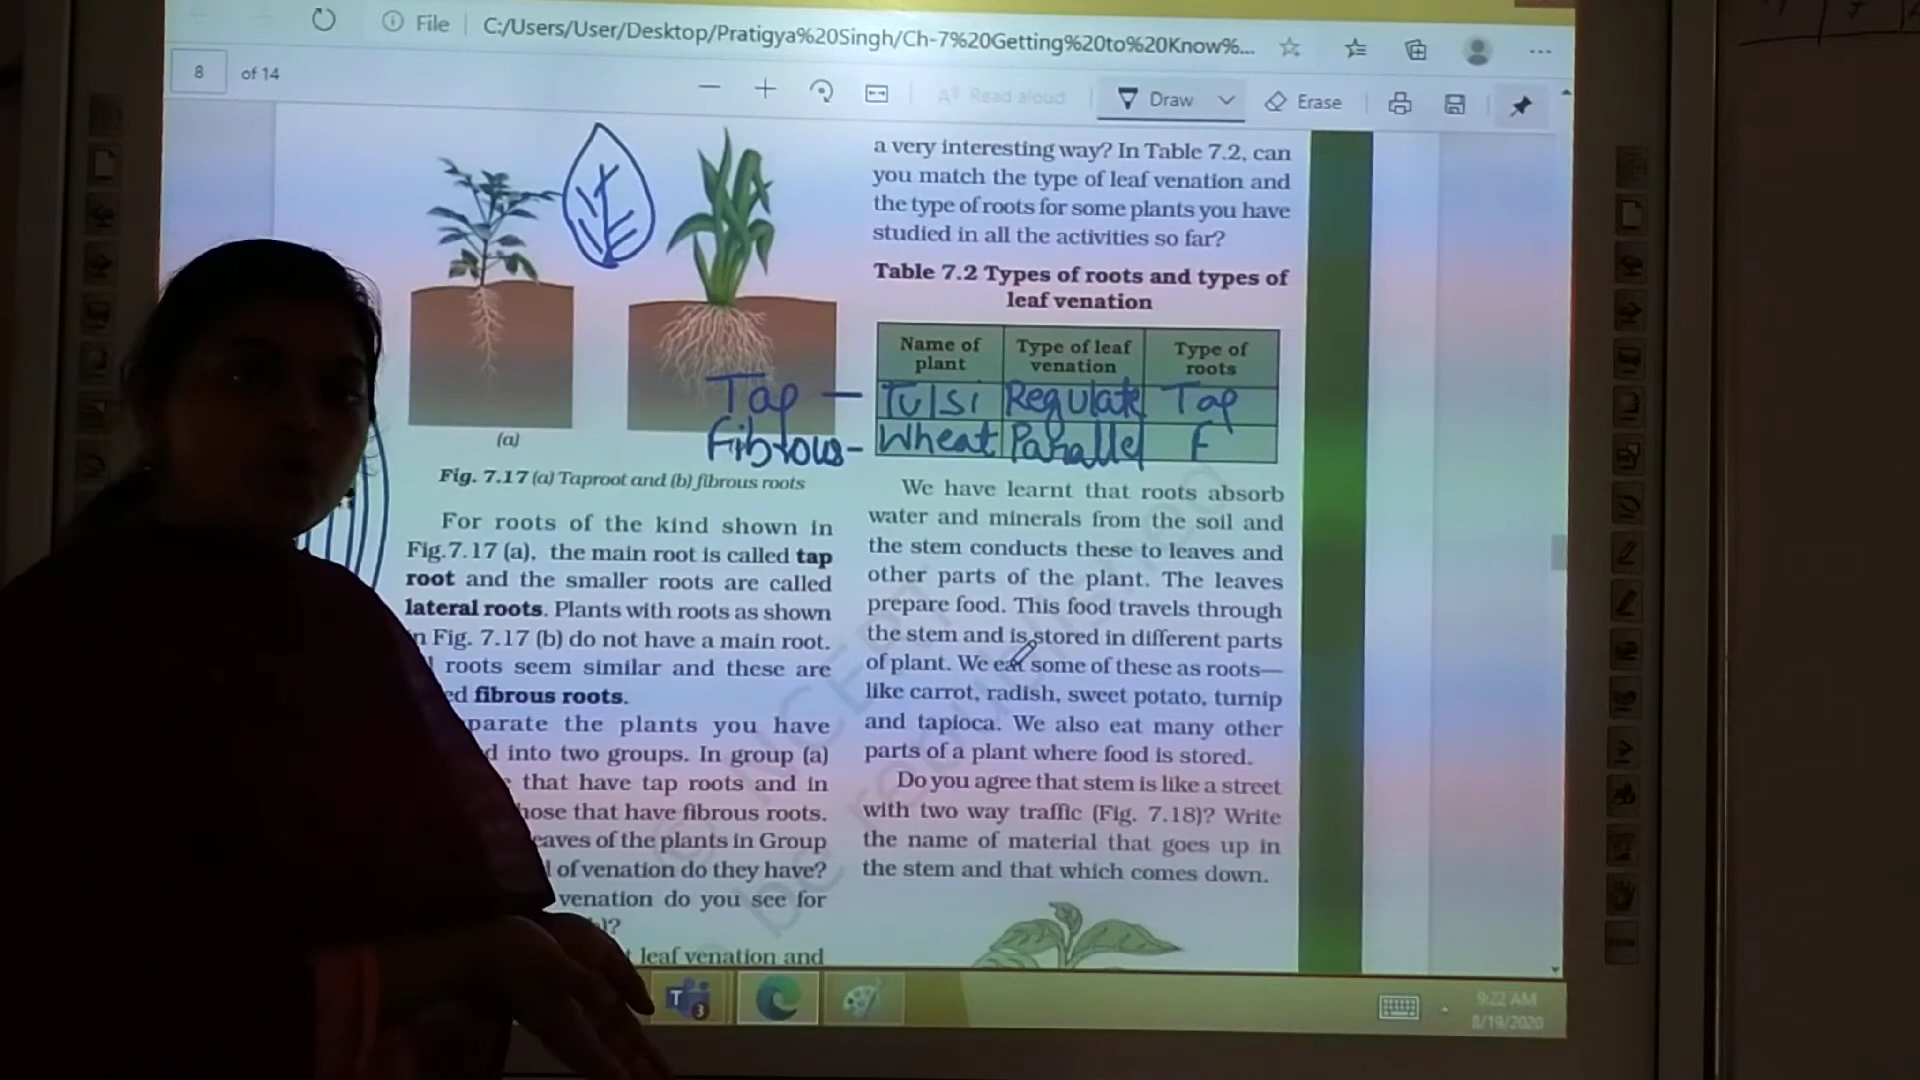 File
C:/Users/User/Desktop/Pratigya%20Singh/Ch-7%20Getting%20to%20Know%...
8 of 14
Read aloud
Draw
Erase
(a)
Fig. 7.17 (a) Taproot and (b) fibrous roots
For roots of the kind shown in
Fig.7.17 (a), the main root is called tap
root and the smaller roots are called
lateral roots. Plants with roots as shown
n Fig. 7.17 (b) do not have a main root.
roots seem similar and these are
ed fibrous roots.
parate the plants you have
d into two groups. In group (a)
that have tap roots and in
hose that have fibrous roots.
eaves of the plants in Group
of venation do they have?
venation do you see for
)?
leaf venation and
a very interesting way? In Table 7.2, can
you match the type of leaf venation and
the type of roots for some plants you have
studied in all the activities so far?
Table 7.2 Types of roots and types of
leaf venation
Name of plant Type of leaf venation Type of roots
Tap — Tulsi Regulate Tap
Fibrous - Wheat Parallel F
We have learnt that roots absorb
water and minerals from the soil and
the stem conducts these to leaves and
other parts of the plant. The leaves
prepare food. This food travels through
the stem and is stored in different parts
of plant. We eat some of these as roots—
like carrot, radish, sweet potato, turnip
and tapioca. We also eat many other
parts of a plant where food is stored.
Do you agree that stem is like a street
with two way traffic (Fig. 7.18)? Write
the name of material that goes up in
the stem and that which comes down.
T 3
9:22 AM
8/19/2020